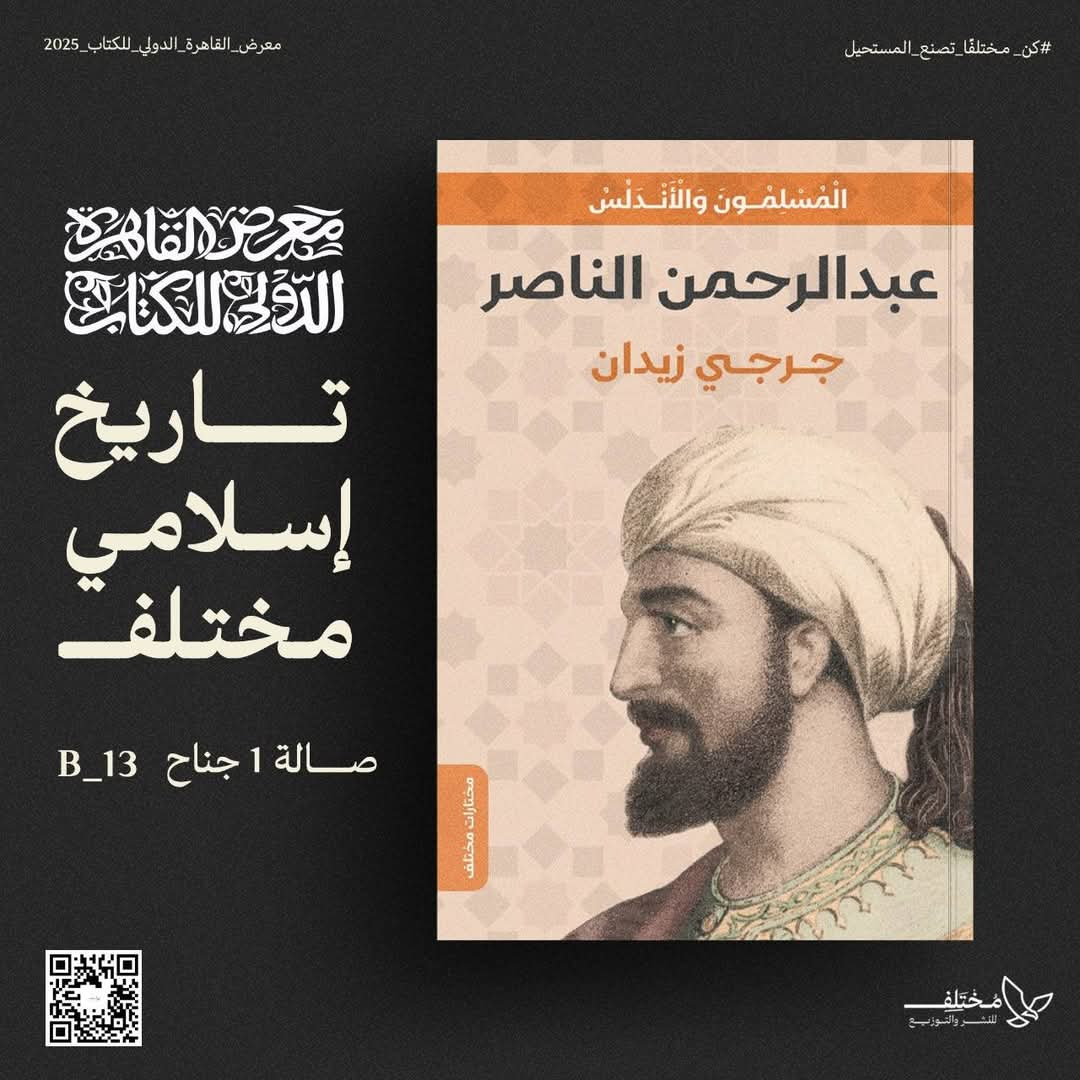 #كن_ مختلفًا_تصنع_المستحيل
معرض_القاهرة_الدولي_للكتاب_2025
معرض القاهرة
الدولي للكتاب
تاريخ
إسلامي
مختلف
صالة 1 جناح B_13
الْمُسْلِمُونَ وَالْأَنْدَلُسُ
عبدالرحمن الناصر
جرجي زيدان
مختارات مختلف
مُخْتَلِف
للنشر والتوزيع